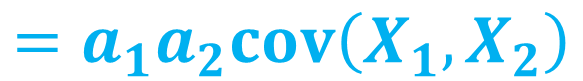 = a₁a₂cov(X₁, X₂)